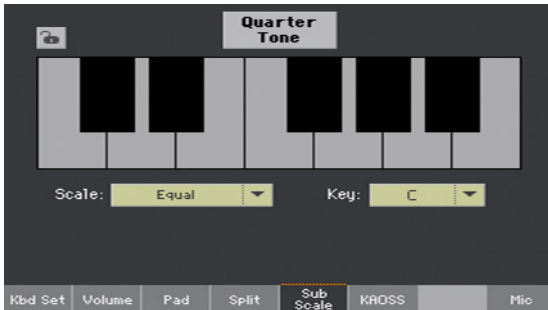 Quarter
Tone
Scale: Equal Key: C
Kbd Set Volume Pad Split Sub Scale KAOSS Mic